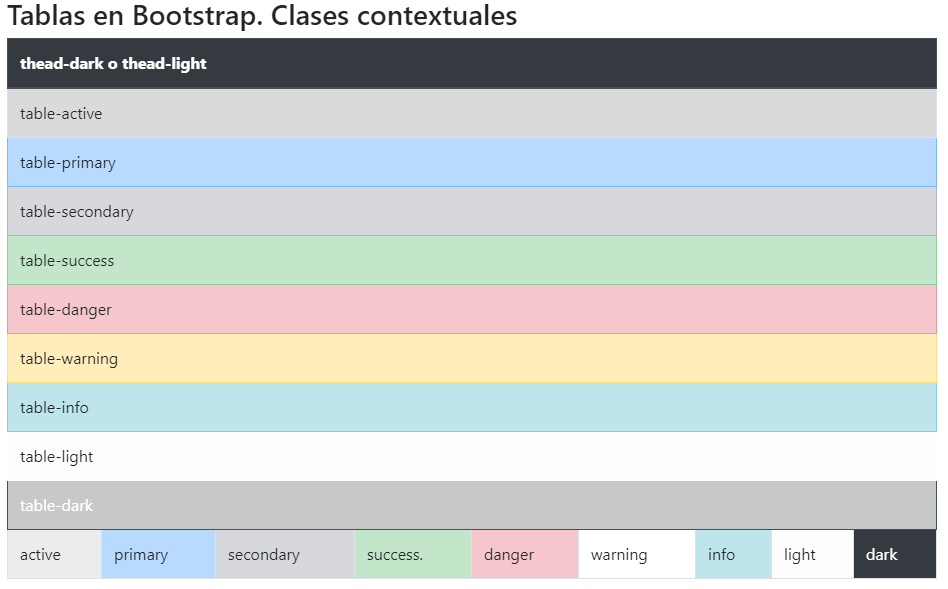 Tablas en Bootstrap. Clases contextuales
thead-dark o thead-light
table-active
table-primary
table-secondary
table-success
table-danger
table-warning
table-info
table-light
table-dark
active primary secondary success. danger warning info light dark